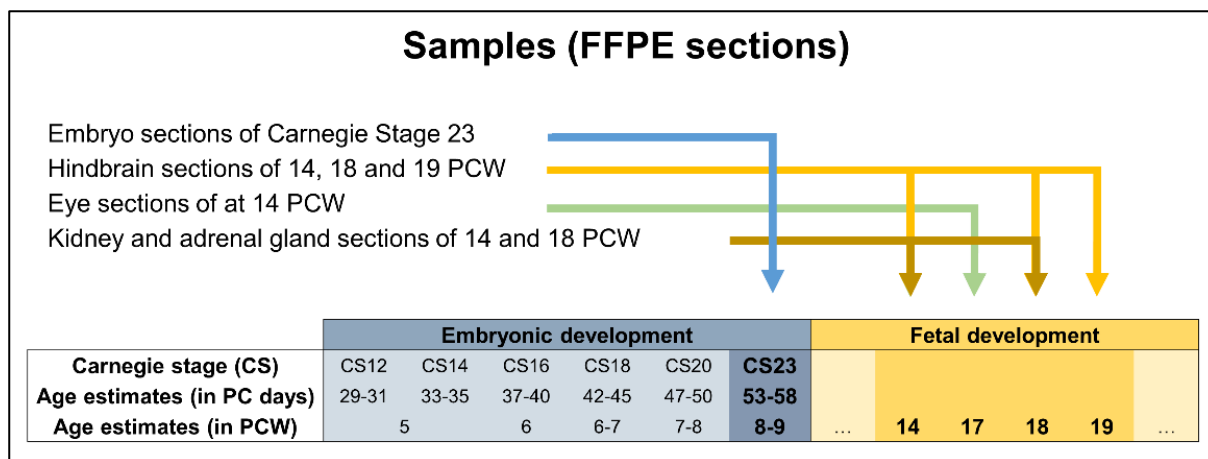 Samples (FFPE sections)
Embryo sections of Carnegie Stage 23
Hindbrain sections of 14, 18 and 19 PCW
Eye sections of at 14 PCW
Kidney and adrenal gland sections of 14 and 18 PCW
Embryonic development Fetal development
Carnegie stage (CS) CS12 CS14 CS16 CS18 CS20 CS23
Age estimates (in PC days) 29-31 33-35 37-40 42-45 47-50 53-58
Age estimates (in PCW) 5 6 6-7 7-8 8-9 ... 14 17 18 19 ...